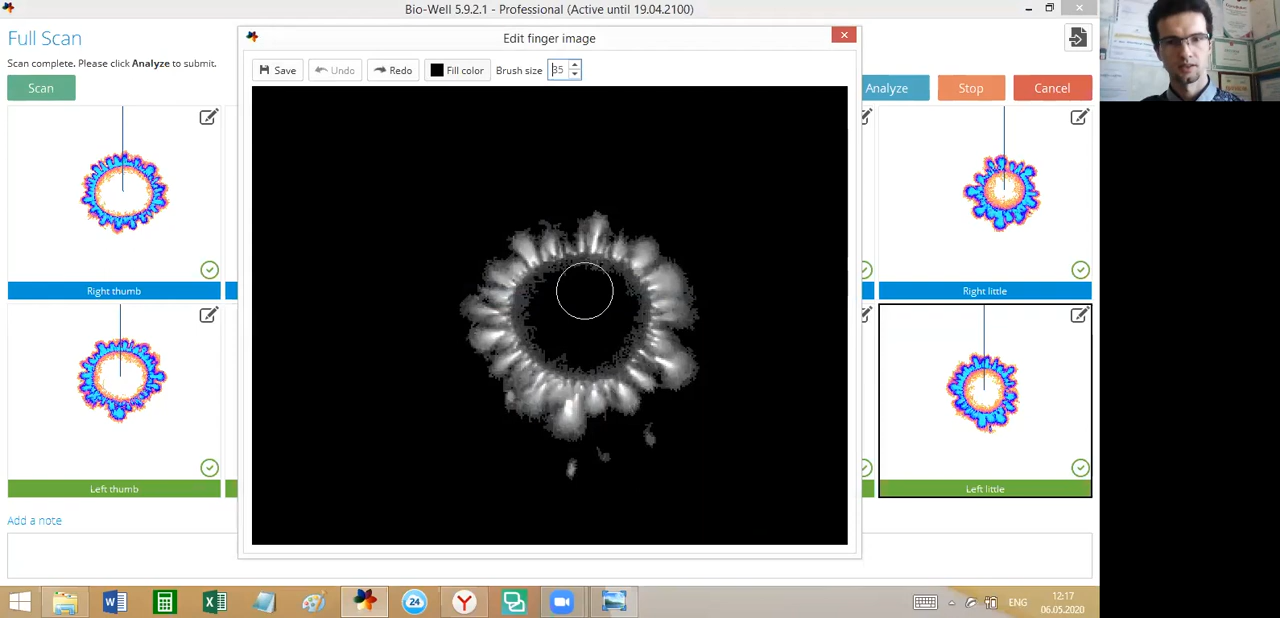 Bio-Well 5.9.2.1 - Professional (Active until 19.04.2100)
Full Scan
Scan complete. Please click Analyze to submit.
Scan
Edit finger image
Save
Undo
Redo
Fill color
Brush size
35
Analyze
Stop
Cancel
Right thumb
Right little
Left thumb
Left little
Add a note
24
ENG
12:17
06.05.2020